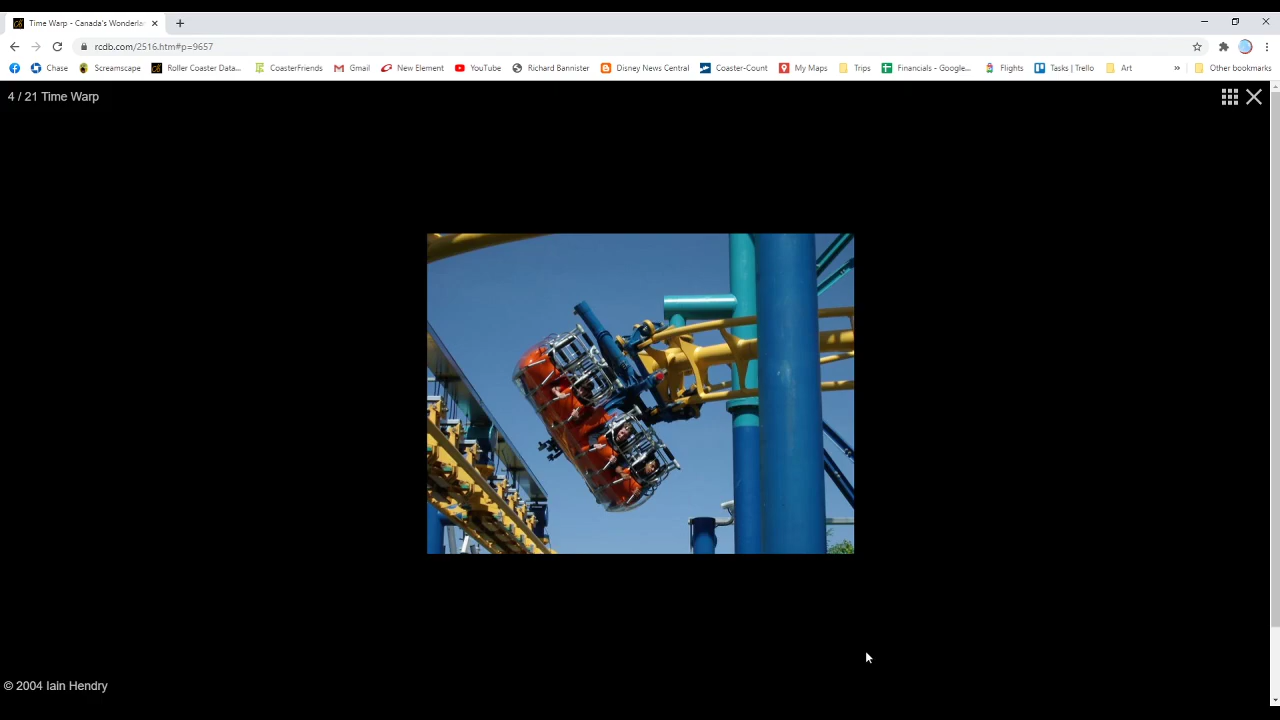 Time Warp - Canada's Wonderla
rcdb.com/2516.htm#p=9657
Chase Screamscape Roller Coaster Data... CoasterFriends Gmail New Element YouTube Richard Bannister Disney News Central Coaster-Count My Maps Trips Financials - Google... Flights Tasks | Trello Art » Other bookmarks
4 / 21 Time Warp
© 2004 Iain Hendry